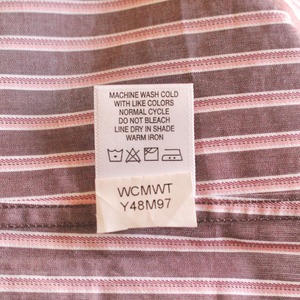 MACHINE WASH COLD
WITH LIKE COLORS
NORMAL CYCLE
DO NOT BLEACH
LINE DRY IN SHADE
WARM IRON
WCMWT
Y48M97